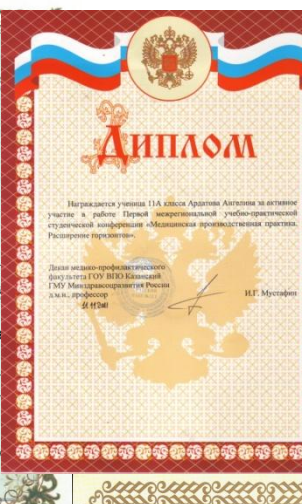 Диплом
Награждается ученица 11А класса Ардатова Ангелина за активное
участие в работе Первой межрегиональной учебно-практической
студенческой конференции «Медицинская производственная практика.
Расширение горизонтов».
Декан медико-профилактического
факультета ГОУ ВПО Казанский
ГМУ Минздравсоцразвития России
д.м.н., профессор
И.Г. Мустафин